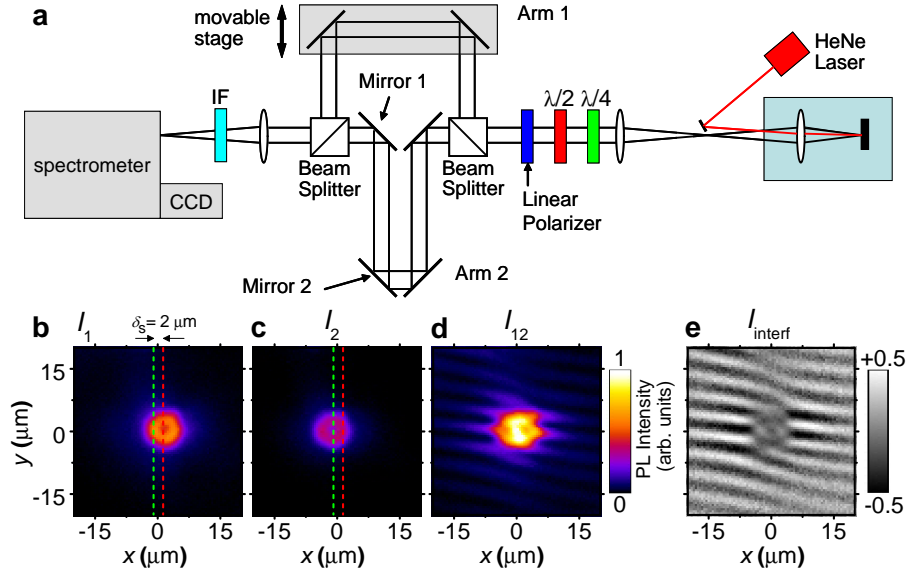 a
movable
stage
Arm 1
HeNe
Laser
Mirror 1
IF
λ/2 λ/4
spectrometer
CCD
Beam
Splitter
Beam
Splitter
Linear
Polarizer
Mirror 2
Arm 2
b I1 δs= 2 μm
c I2
d I12
e Iinterf
15
0
-15
y (μm)
-15 0 15
x (μm)
-15 0 15
x (μm)
-15 0 15
x (μm)
1
0
PL Intensity
(arb. units)
-15 0 15
x (μm)
+0.5
-0.5